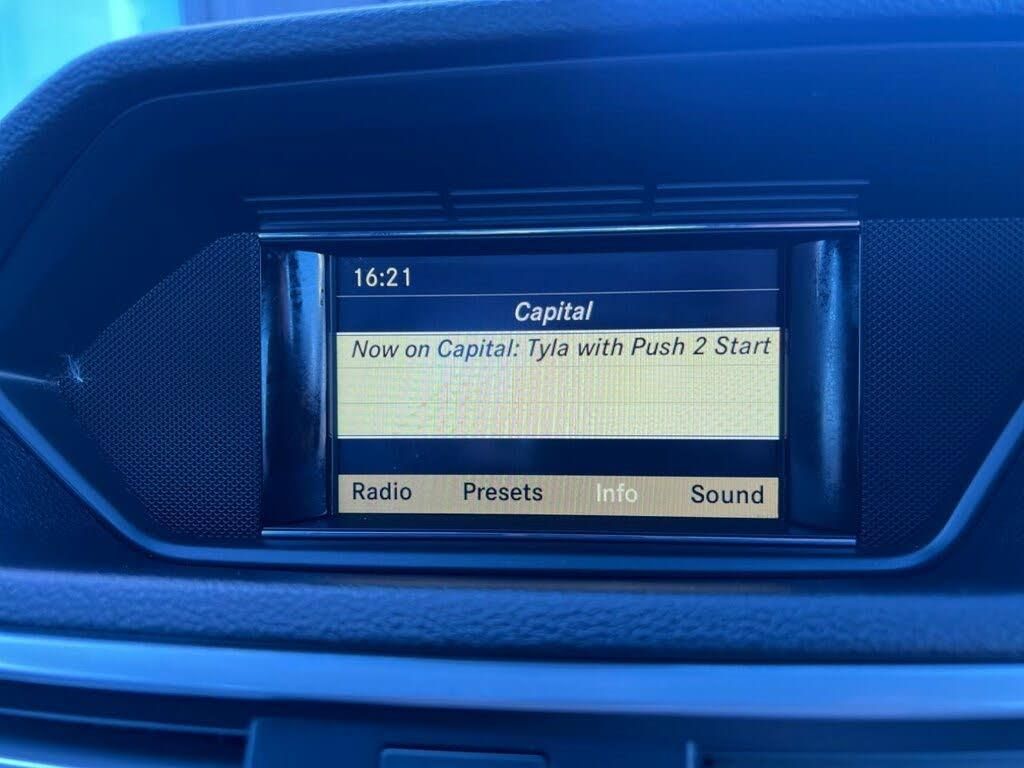 16:21
Capital
Now on Capital: Tyla with Push 2 Start
Radio Presets Info Sound